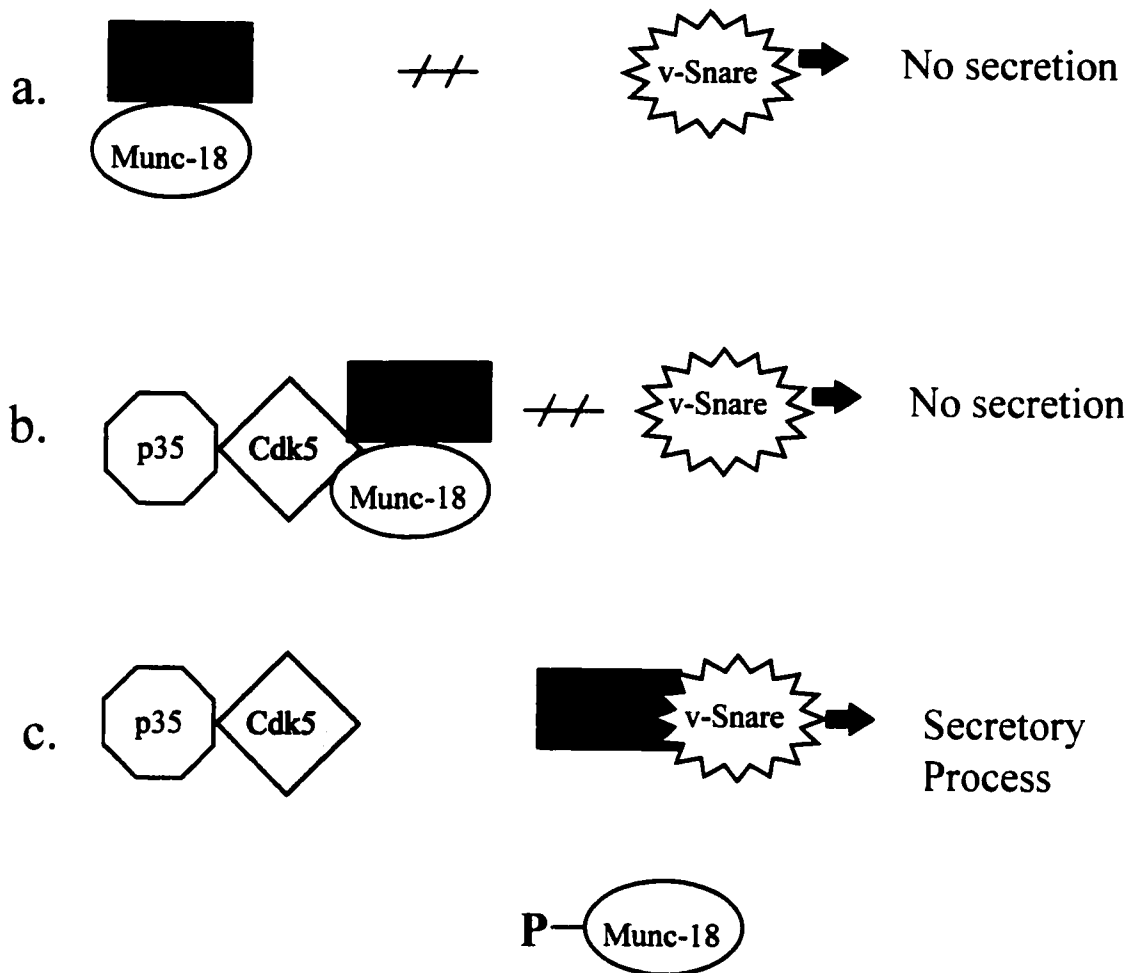 a.
Munc-18
v-Snare
No secretion
b.
p35
Cdk5
Munc-18
v-Snare
No secretion
c.
p35
Cdk5
v-Snare
Secretory
Process
P
Munc-18